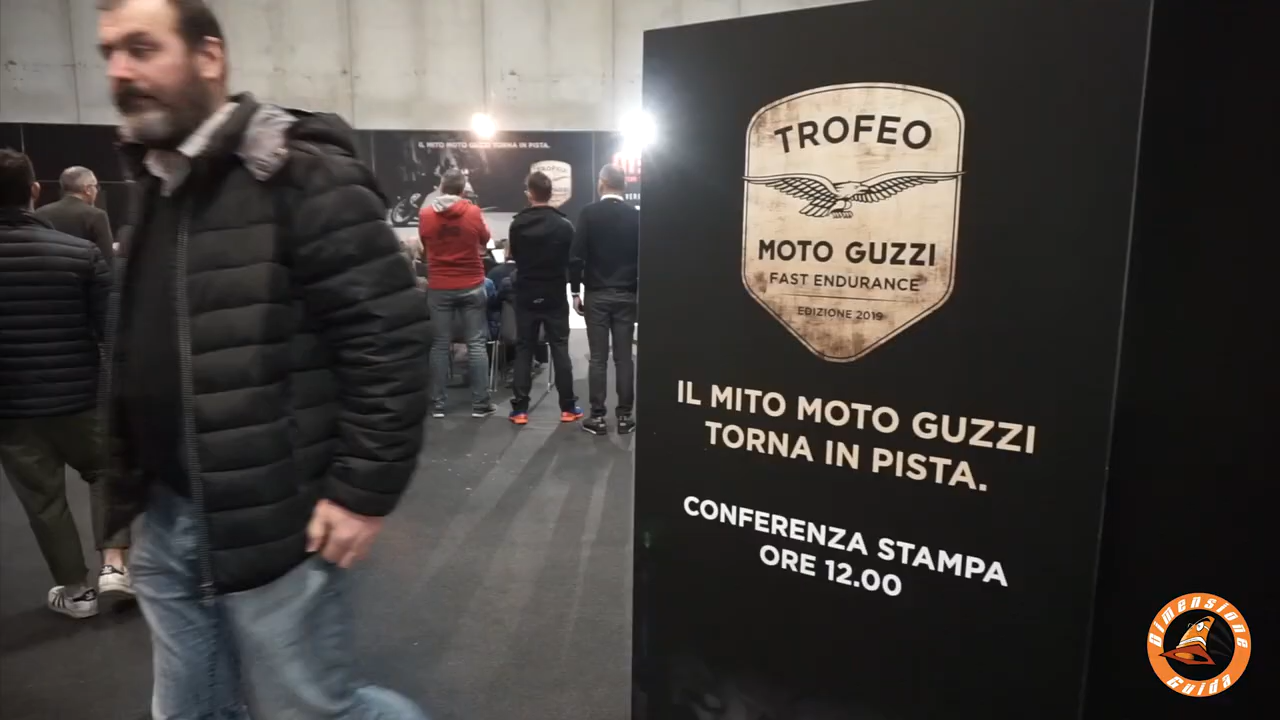 IL MITO MOTO GUZZI TORNA IN PISTA.
TROFEO
TROFEO
MOTO GUZZI
FAST ENDURANCE
EDIZIONE 2019
IL MITO MOTO GUZZI
TORNA IN PISTA.
CONFERENZA STAMPA
ORE 12.00
Dimensione
Guida